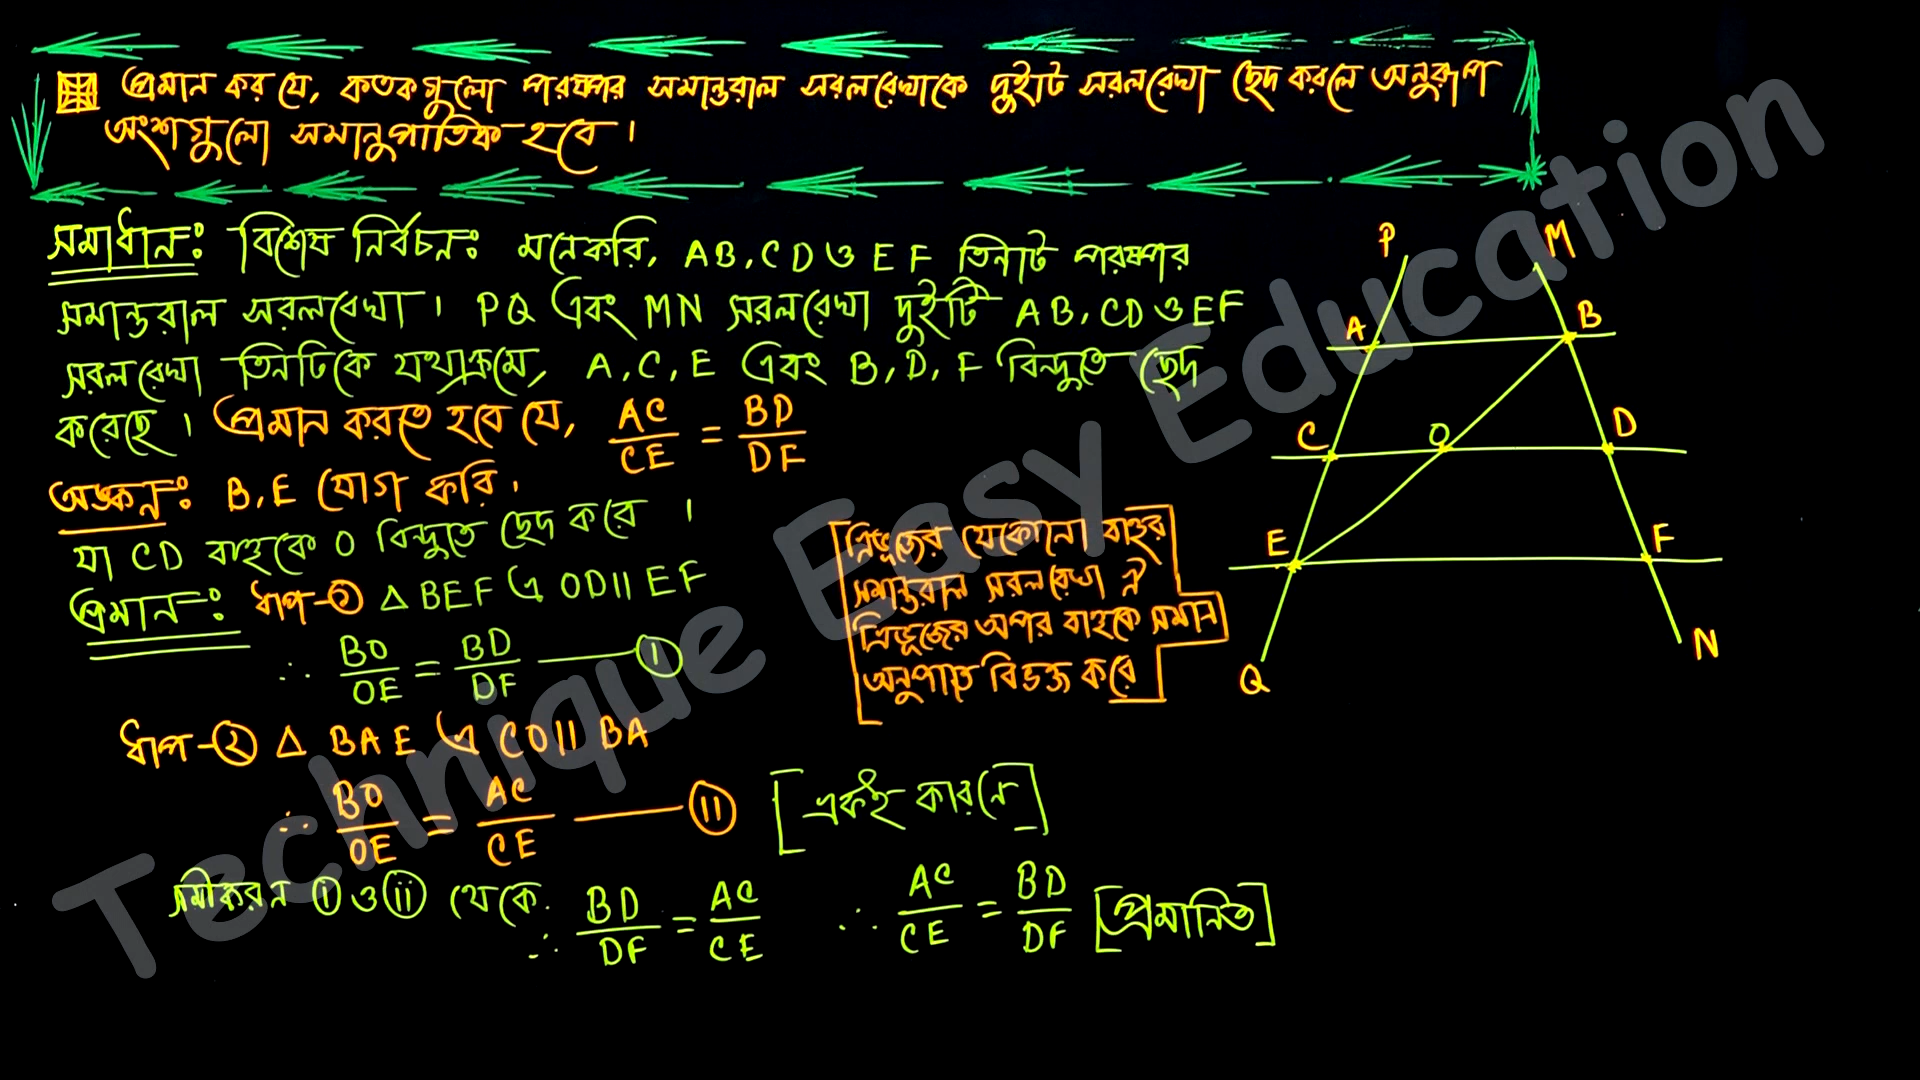 প্রমান কর যে, কতকগুলো পরষ্পর সমান্তরাল সরলরেখাকে দুইটি সরলরেখা ছেদ করলে অনুরূপ
অংশগুলো সমানুপাতিক হবে।
সমাধান: বিশেষ নির্বচন: মনেকরি, AB, CD ও EF তিনটি পরষ্পর
সমান্তরাল সরলরেখা। PQ এবং MN সরলরেখা দুইটি AB, CD ও EF
সরলরেখা তিনটিকে যথাক্রমে, A, C, E এবং B, D, F বিন্দুতে ছেদ
করেছে। প্রমান করতে হবে যে, AC/CE = BD/DF
অঙ্কন: B, E যোগ করি।
যা CD বাহুকে O বিন্দুতে ছেদ করে।
প্রমান: ধাপ-১ △ BEF এ OD || EF
∴ BO/OE = BD/DF —— (i)
[ত্রিভূজের যেকোনো বাহুর
সমান্তরাল সরলরেখা ঐ
ত্রিভূজের অপর বাহুকে সমান
অনুপাতে বিভক্ত করে]
ধাপ-২ △ BAE এ CO || BA
∴ BO/OE = AC/CE —— (ii) [একই কারনে]
সমীকরন (i) ও (ii) থেকে.
∴ BD/DF = AC/CE ∴ AC/CE = BD/DF [প্রমানিত]
P M
A B
C O D
E F
Q N
Technique Easy Education